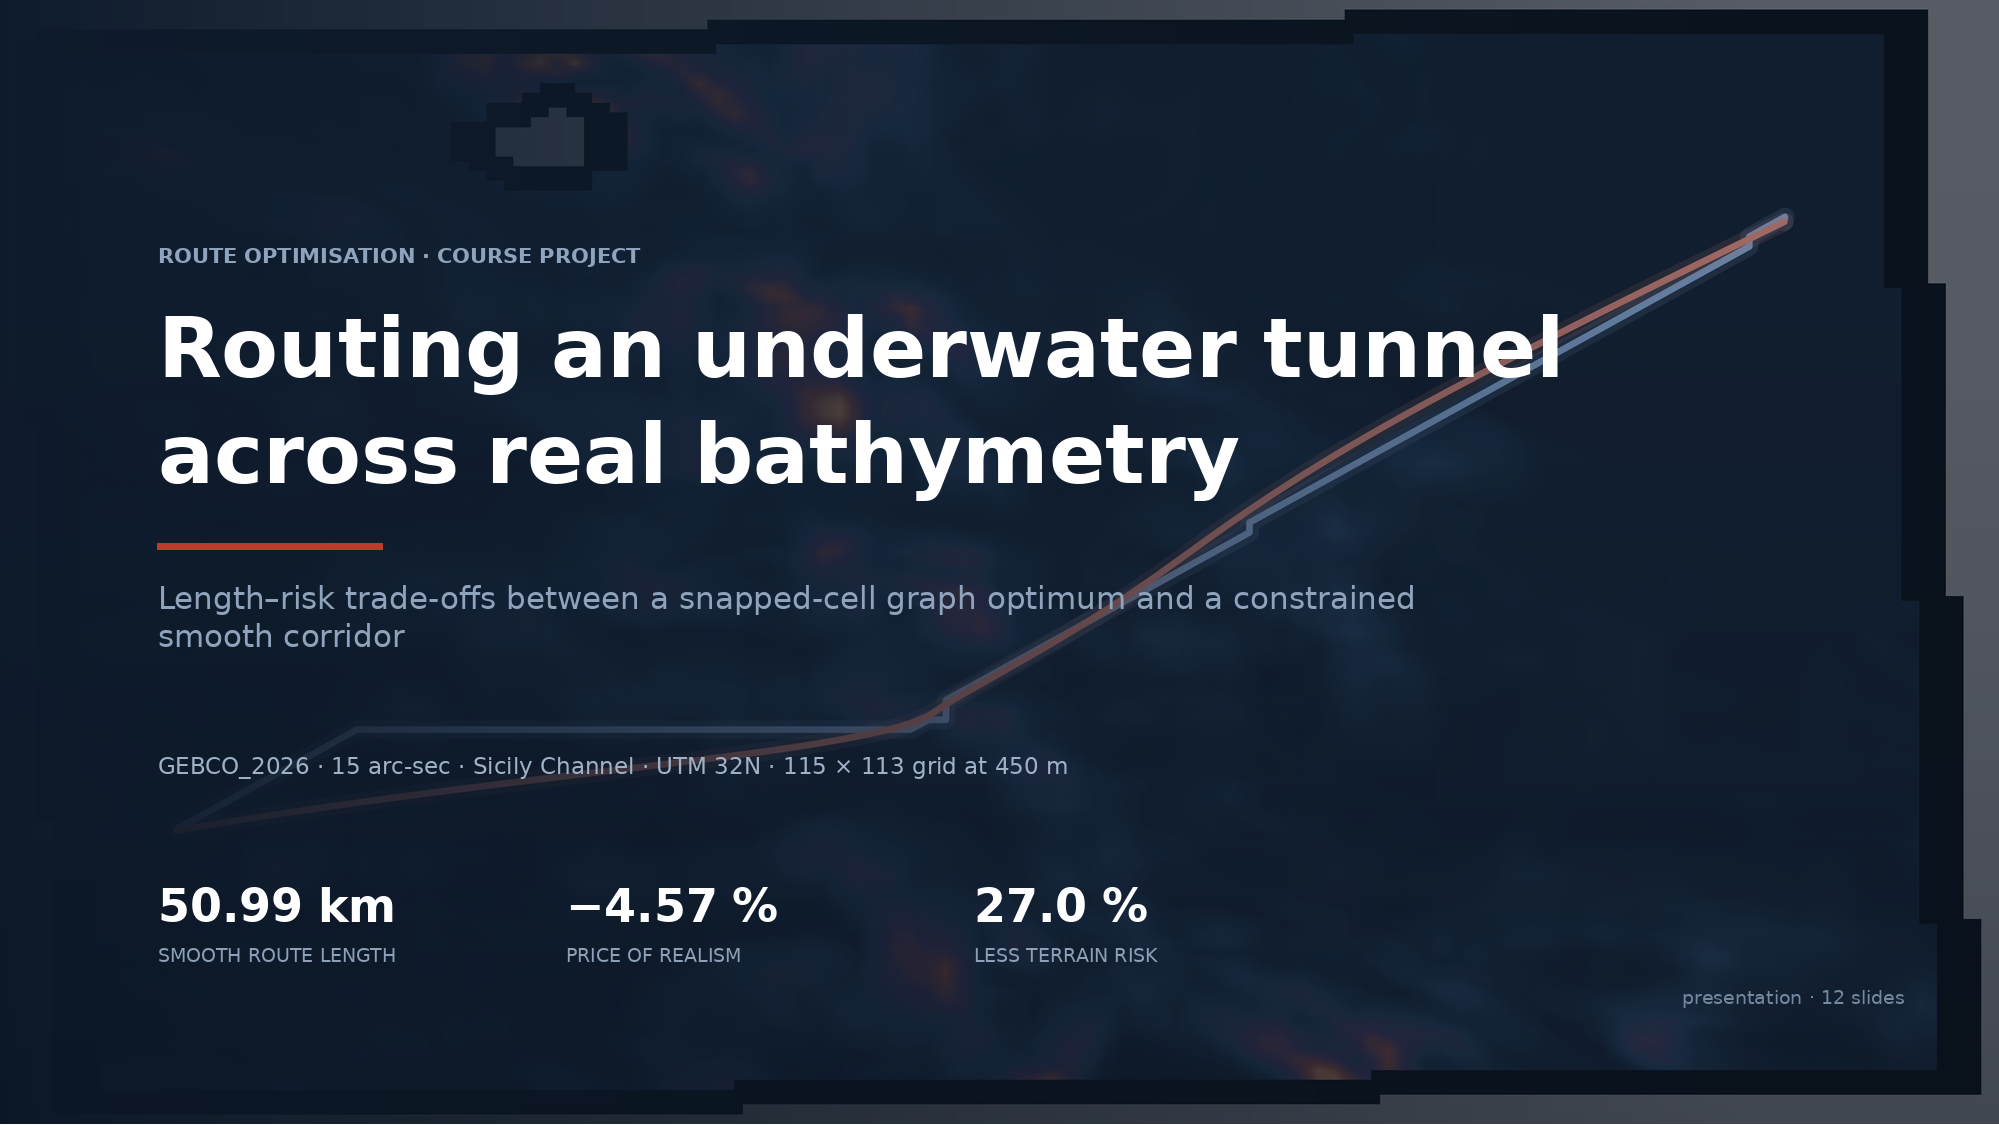 ROUTE OPTIMISATION · COURSE PROJECT
Routing an underwater tunnel
across real bathymetry
Length–risk trade-offs between a snapped-cell graph optimum and a constrained
smooth corridor
GEBCO_2026 · 15 arc-sec · Sicily Channel · UTM 32N · 115 × 113 grid at 450 m
50.99 km
SMOOTH ROUTE LENGTH
−4.57 %
PRICE OF REALISM
27.0 %
LESS TERRAIN RISK
presentation · 12 slides